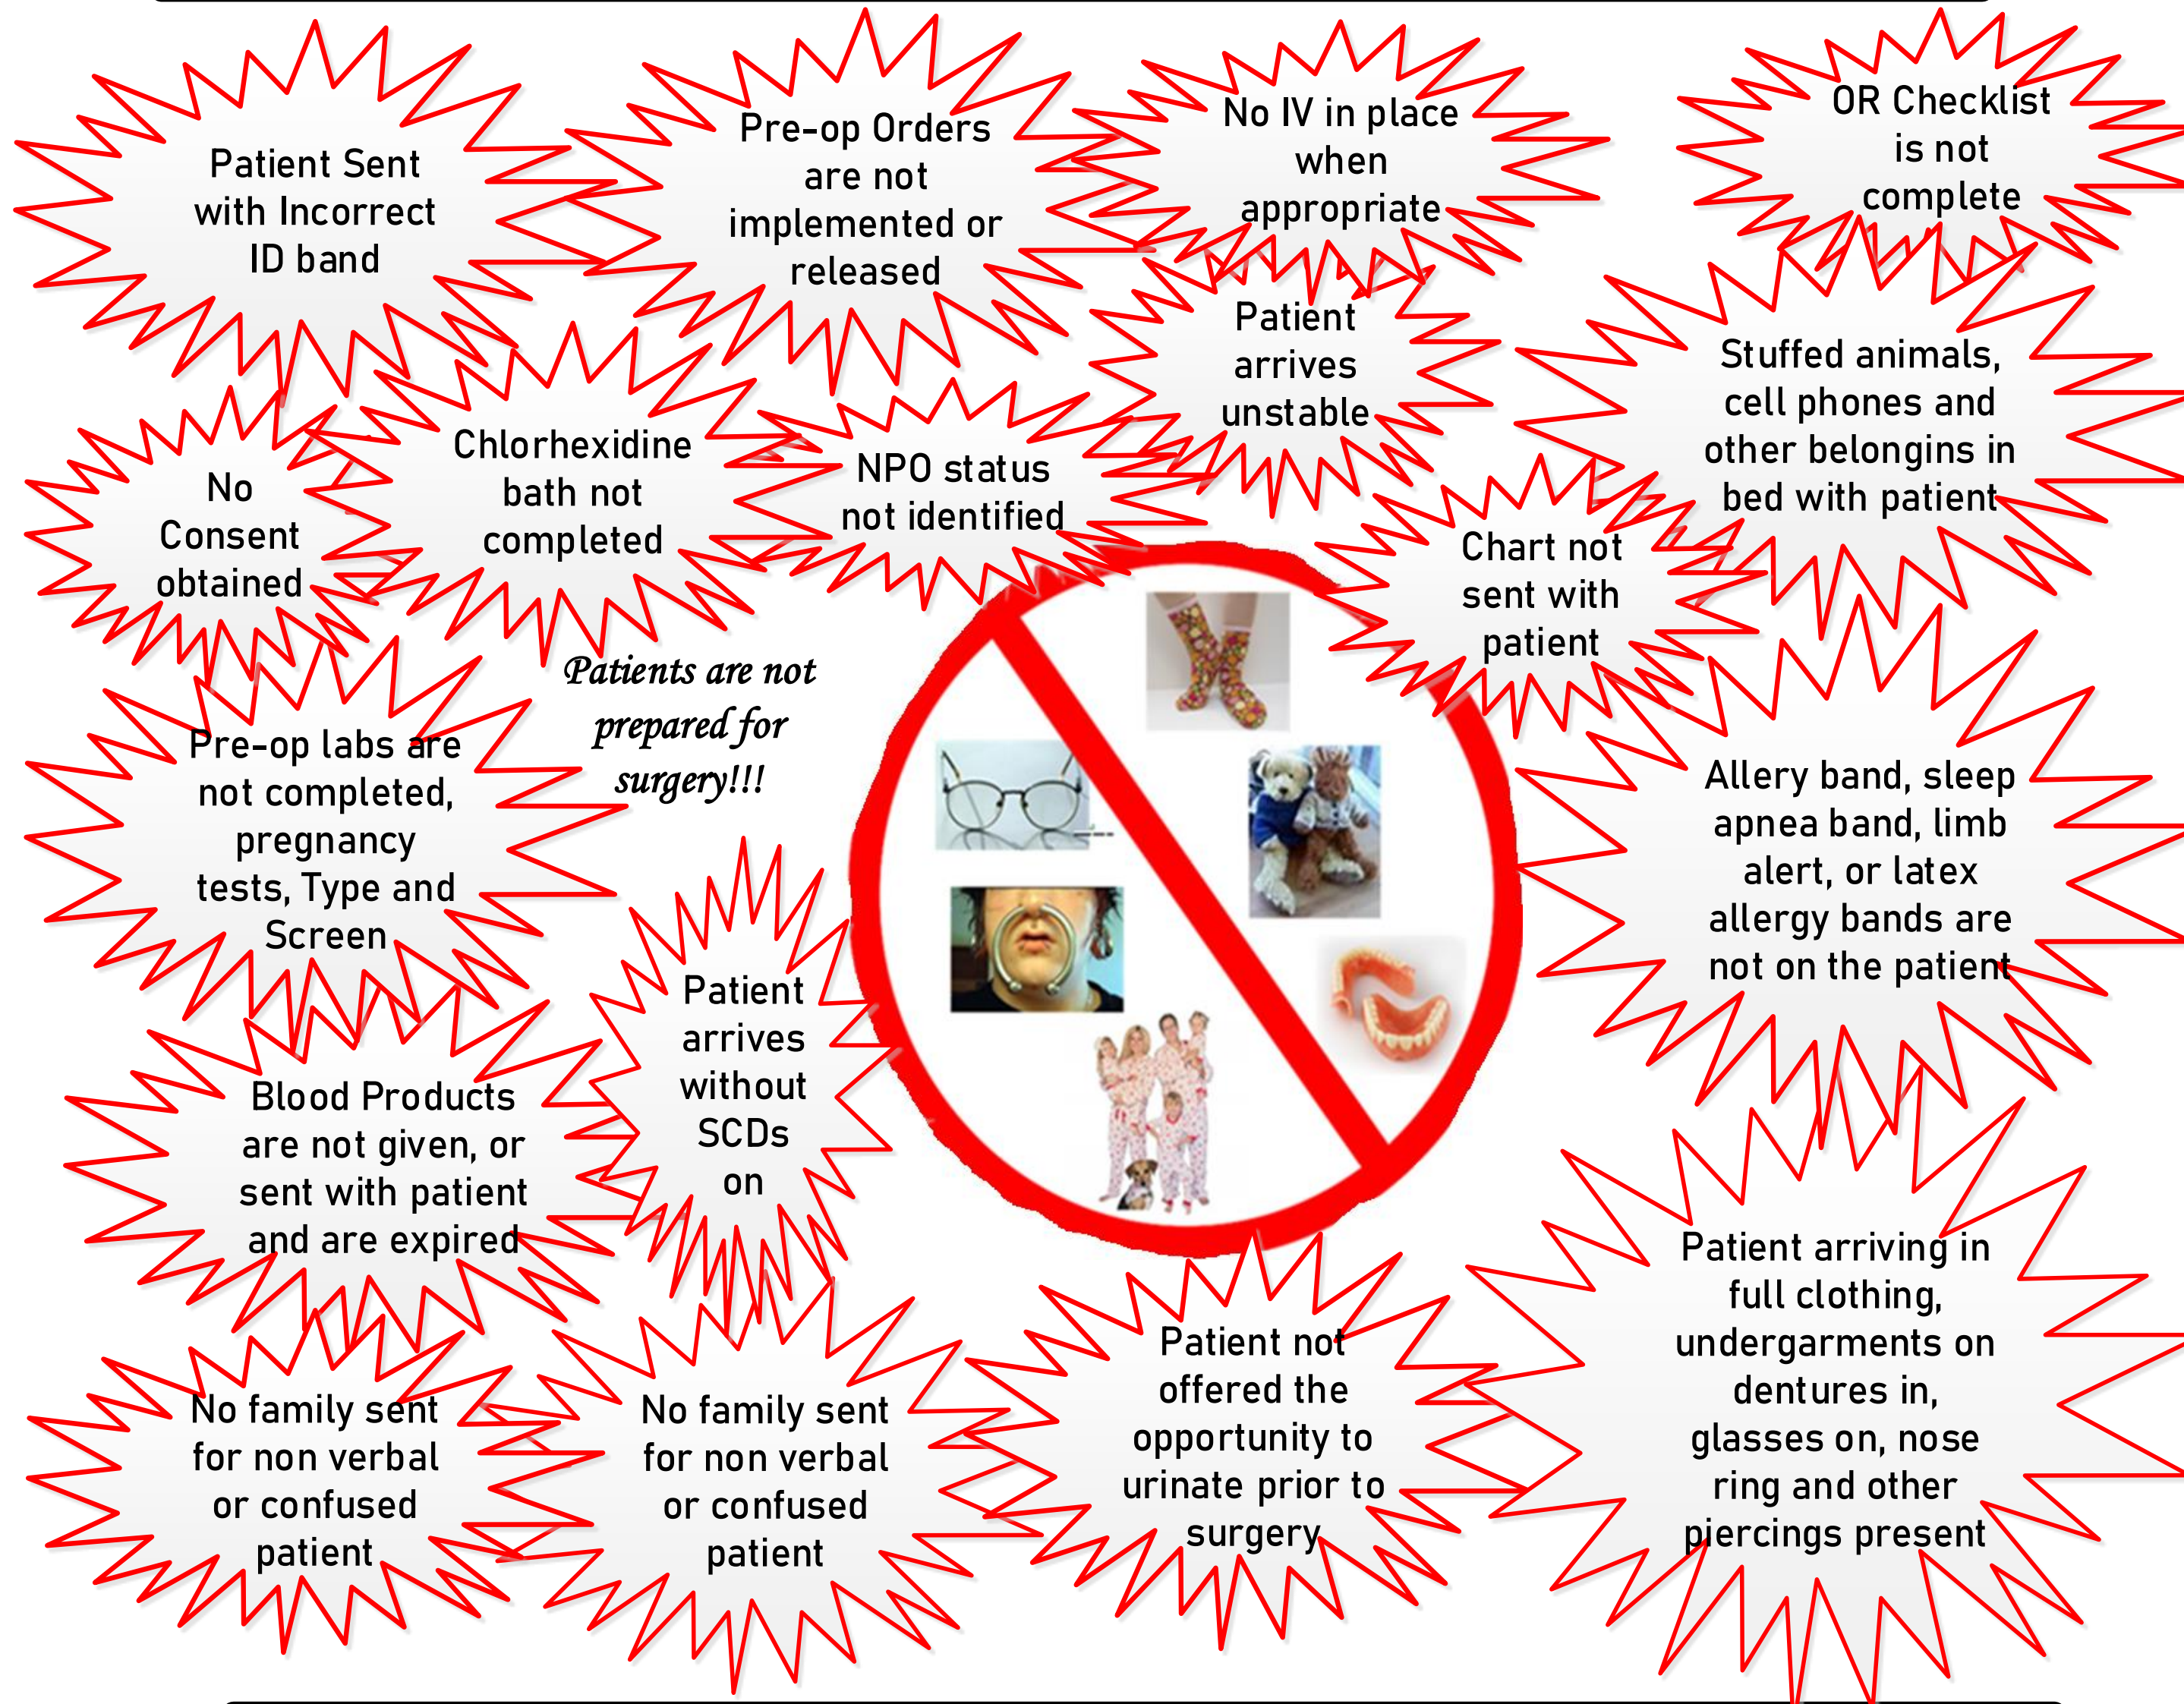 Patient Sent
with Incorrect
ID band
Pre-op Orders
are not
implemented or
released
No IV in place
when
appropriate
OR Checklist
is not
complete
Patient
arrives
unstable
Stuffed animals,
cell phones and
other belongins in
bed with patient
No
Consent
obtained
Chlorhexidine
bath not
completed
NPO status
not identified
Chart not
sent with
patient
Patients are not
prepared for
surgery!!!
Pre-op labs are
not completed,
pregnancy
tests, Type and
Screen
Allery band, sleep
apnea band, limb
alert, or latex
allergy bands are
not on the patient
Patient
arrives
without
SCDs
on
Blood Products
are not given, or
sent with patient
and are expired
Patient arriving in
full clothing,
undergarments on
dentures in,
glasses on, nose
ring and other
piercings present
No family sent
for non verbal
or confused
patient
No family sent
for non verbal
or confused
patient
Patient not
offered the
opportunity to
urinate prior to
surgery